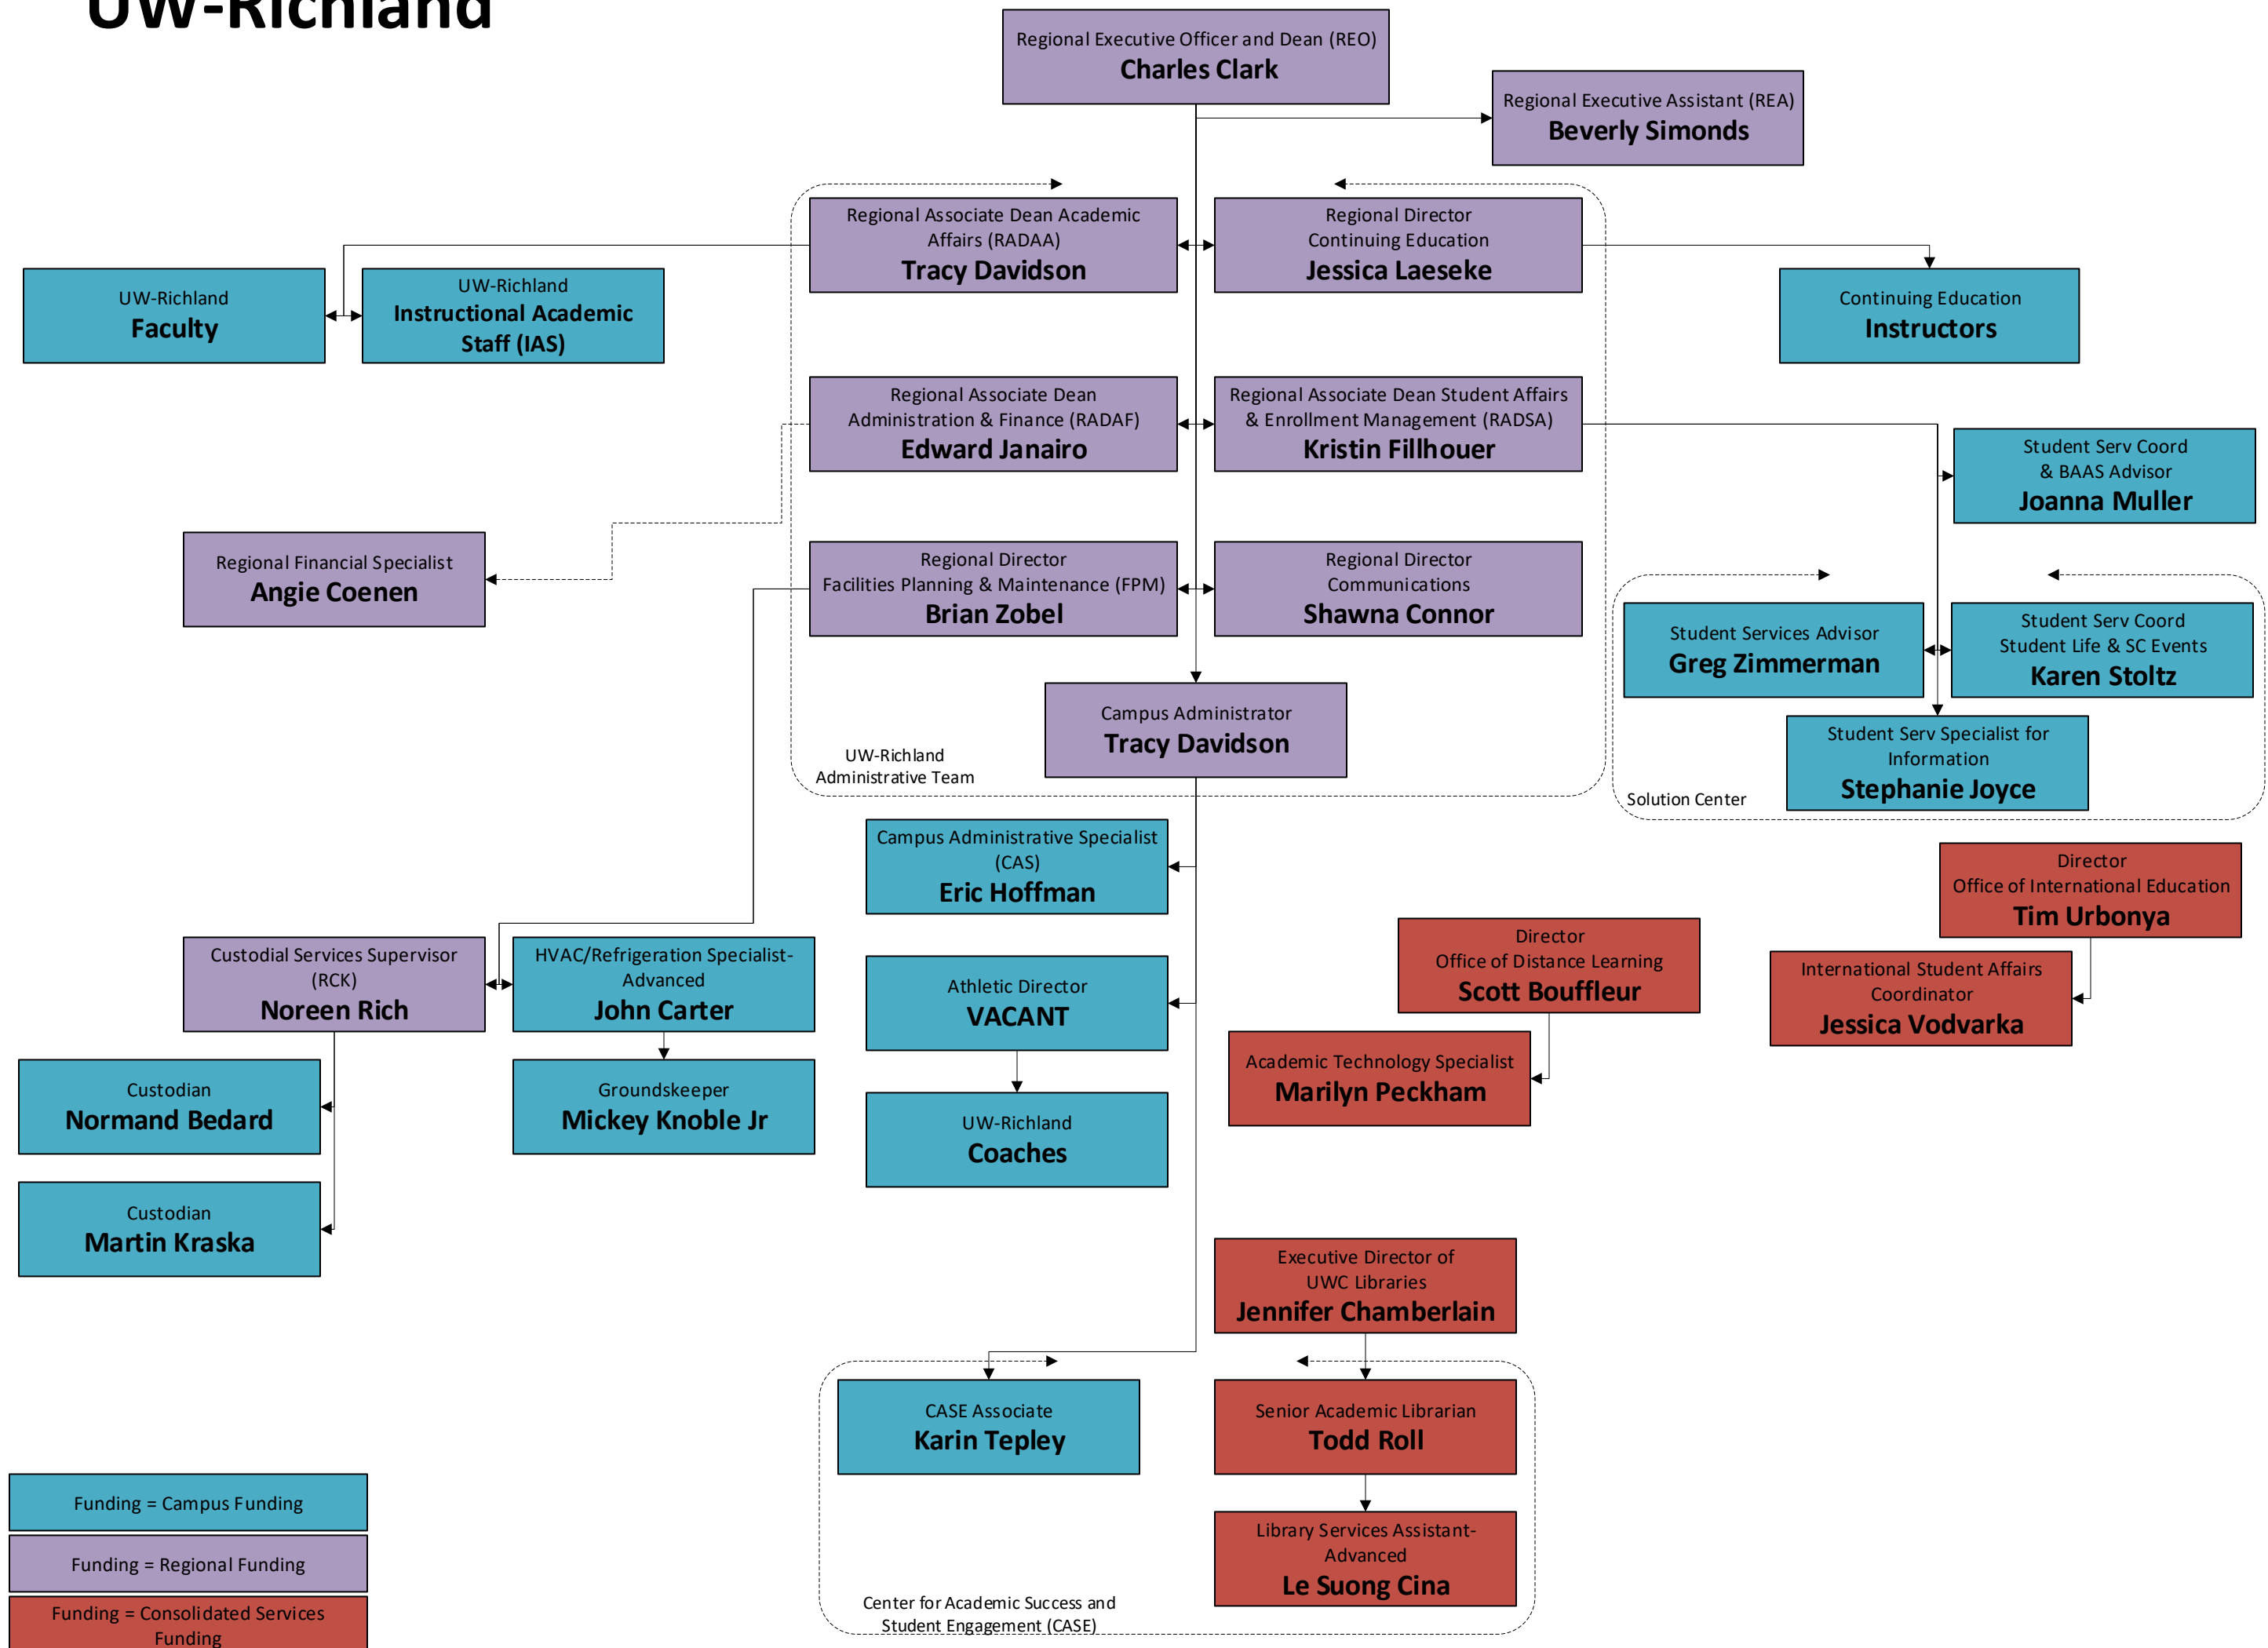 UW-Richland
Regional Executive Officer and Dean (REO)
Charles Clark
Regional Executive Assistant (REA)
Beverly Simonds
Regional Associate Dean Academic
Affairs (RADAA)
Tracy Davidson
Regional Director
Continuing Education
Jessica Laeseke
UW-Richland
Faculty
UW-Richland
Instructional Academic
Staff (IAS)
Continuing Education
Instructors
Regional Associate Dean
Administration & Finance (RADAF)
Edward Janairo
Regional Associate Dean Student Affairs
& Enrollment Management (RADSA)
Kristin Fillhouer
Student Serv Coord
& BAAS Advisor
Joanna Muller
Regional Financial Specialist
Angie Coenen
Regional Director
Facilities Planning & Maintenance (FPM)
Brian Zobel
Regional Director
Communications
Shawna Connor
Student Services Advisor
Greg Zimmerman
Student Serv Coord
Student Life & SC Events
Karen Stoltz
Campus Administrator
Tracy Davidson
UW-Richland
Administrative Team
Student Serv Specialist for
Information
Stephanie Joyce
Solution Center
Campus Administrative Specialist
(CAS)
Eric Hoffman
Director
Office of International Education
Tim Urbonya
Director
Office of Distance Learning
Scott Bouffleur
International Student Affairs
Coordinator
Jessica Vodvarka
Custodial Services Supervisor
(RCK)
Noreen Rich
HVAC/Refrigeration Specialist-
Advanced
John Carter
Athletic Director
VACANT
Academic Technology Specialist
Marilyn Peckham
Custodian
Normand Bedard
Groundskeeper
Mickey Knoble Jr
UW-Richland
Coaches
Custodian
Martin Kraska
Executive Director of
UWC Libraries
Jennifer Chamberlain
CASE Associate
Karin Tepley
Senior Academic Librarian
Todd Roll
Library Services Assistant-
Advanced
Le Suong Cina
Center for Academic Success and
Student Engagement (CASE)
Funding = Campus Funding
Funding = Regional Funding
Funding = Consolidated Services
Funding